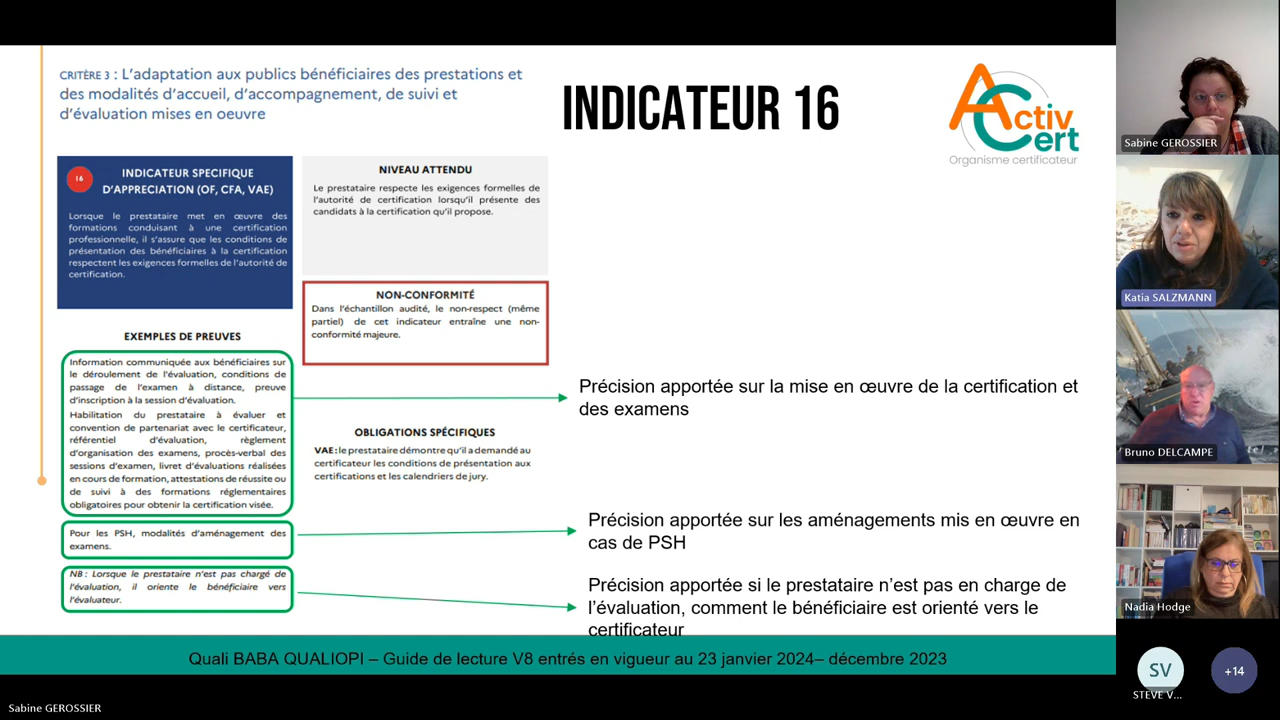 CRITÈRE 3 : L'adaptation aux publics bénéficiaires des prestations et
des modalités d'accueil, d'accompagnement, de suivi et
d'évaluation mises en oeuvre
INDICATEUR 16
Activ
Cert
Organisme certificateur
16
INDICATEUR SPECIFIQUE
D'APPRECIATION (OF, CFA, VAE)
Lorsque le prestataire met en œuvre des
formations conduisant à une certification
professionnelle, il s'assure que les conditions de
présentation des bénéficiaires à la certification
respectent les exigences formelles de l'autorité de
certification.
NIVEAU ATTENDU
Le prestataire respecte les exigences formelles de
l'autorité de certification lorsqu'il présente des
candidats à la certification qu'il propose.
NON-CONFORMITÉ
Dans l'échantillon audité, le non-respect (même
partiel) de cet indicateur entraîne une non-
conformité majeure.
EXEMPLES DE PREUVES
Information communiquée aux bénéficiaires sur
le déroulement de l'évaluation, conditions de
passage de l'examen à distance, preuve
d'inscription à la session d'évaluation.
Habilitation du prestataire à évaluer et
convention de partenariat avec le certificateur,
référentiel d'évaluation, règlement
d'organisation des examens, procès-verbal des
sessions d'examen, livret d'évaluations réalisées
en cours de formation, attestations de réussite ou
de suivi à des formations réglementaires
obligatoires pour obtenir la certification visée.
Pour les PSH, modalités d'aménagement des
examens.
NB : Lorsque le prestataire n'est pas chargé de
l'évaluation, il oriente le bénéficiaire vers
l'évaluateur.
OBLIGATIONS SPÉCIFIQUES
VAE : le prestataire démontre qu'il a demandé au
certificateur les conditions de présentation aux
certifications et les calendriers de jury.
Précision apportée sur la mise en œuvre de la certification et
des examens
Précision apportée sur les aménagements mis en œuvre en
cas de PSH
Précision apportée si le prestataire n'est pas en charge de
l'évaluation, comment le bénéficiaire est orienté vers le
certificateur
Quali BABA QUALIOPI – Guide de lecture V8 entrés en vigueur au 23 janvier 2024– décembre 2023
Sabine GEROSSIER
Katia SALZMANN
Bruno DELCAMPE
Nadia Hodge
SV
STEVE V...
+14
Sabine GEROSSIER